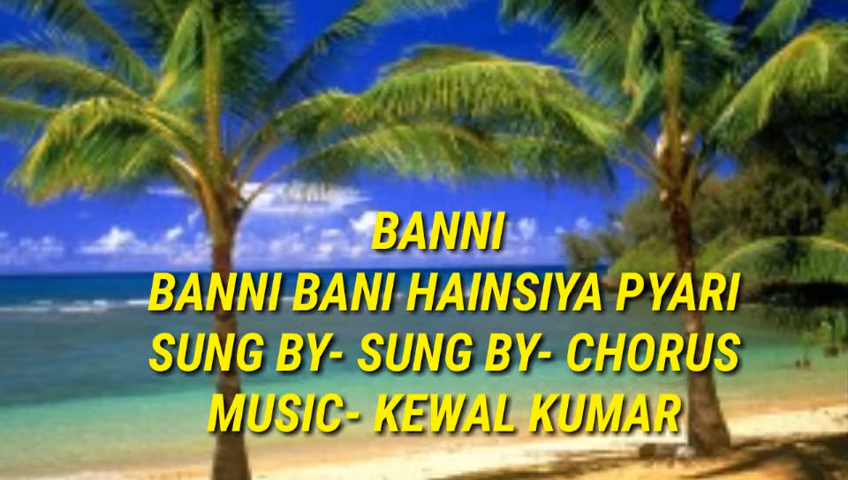 BANNI
BANNI BANI HAINSIYA PYARI
SUNG BY- SUNG BY- CHORUS
MUSIC- KEWAL KUMAR